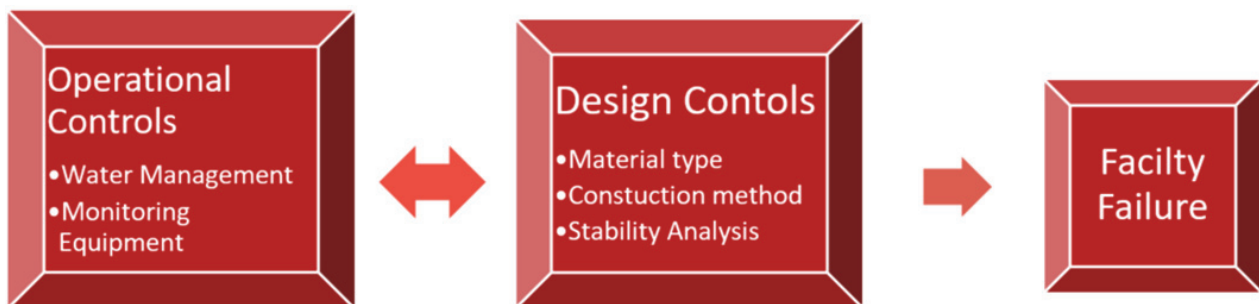 Operational
Controls
•Water Management
•Monitoring
Equipment
Design Contols
•Material type
•Constuction method
•Stability Analysis
Facilty
Failure